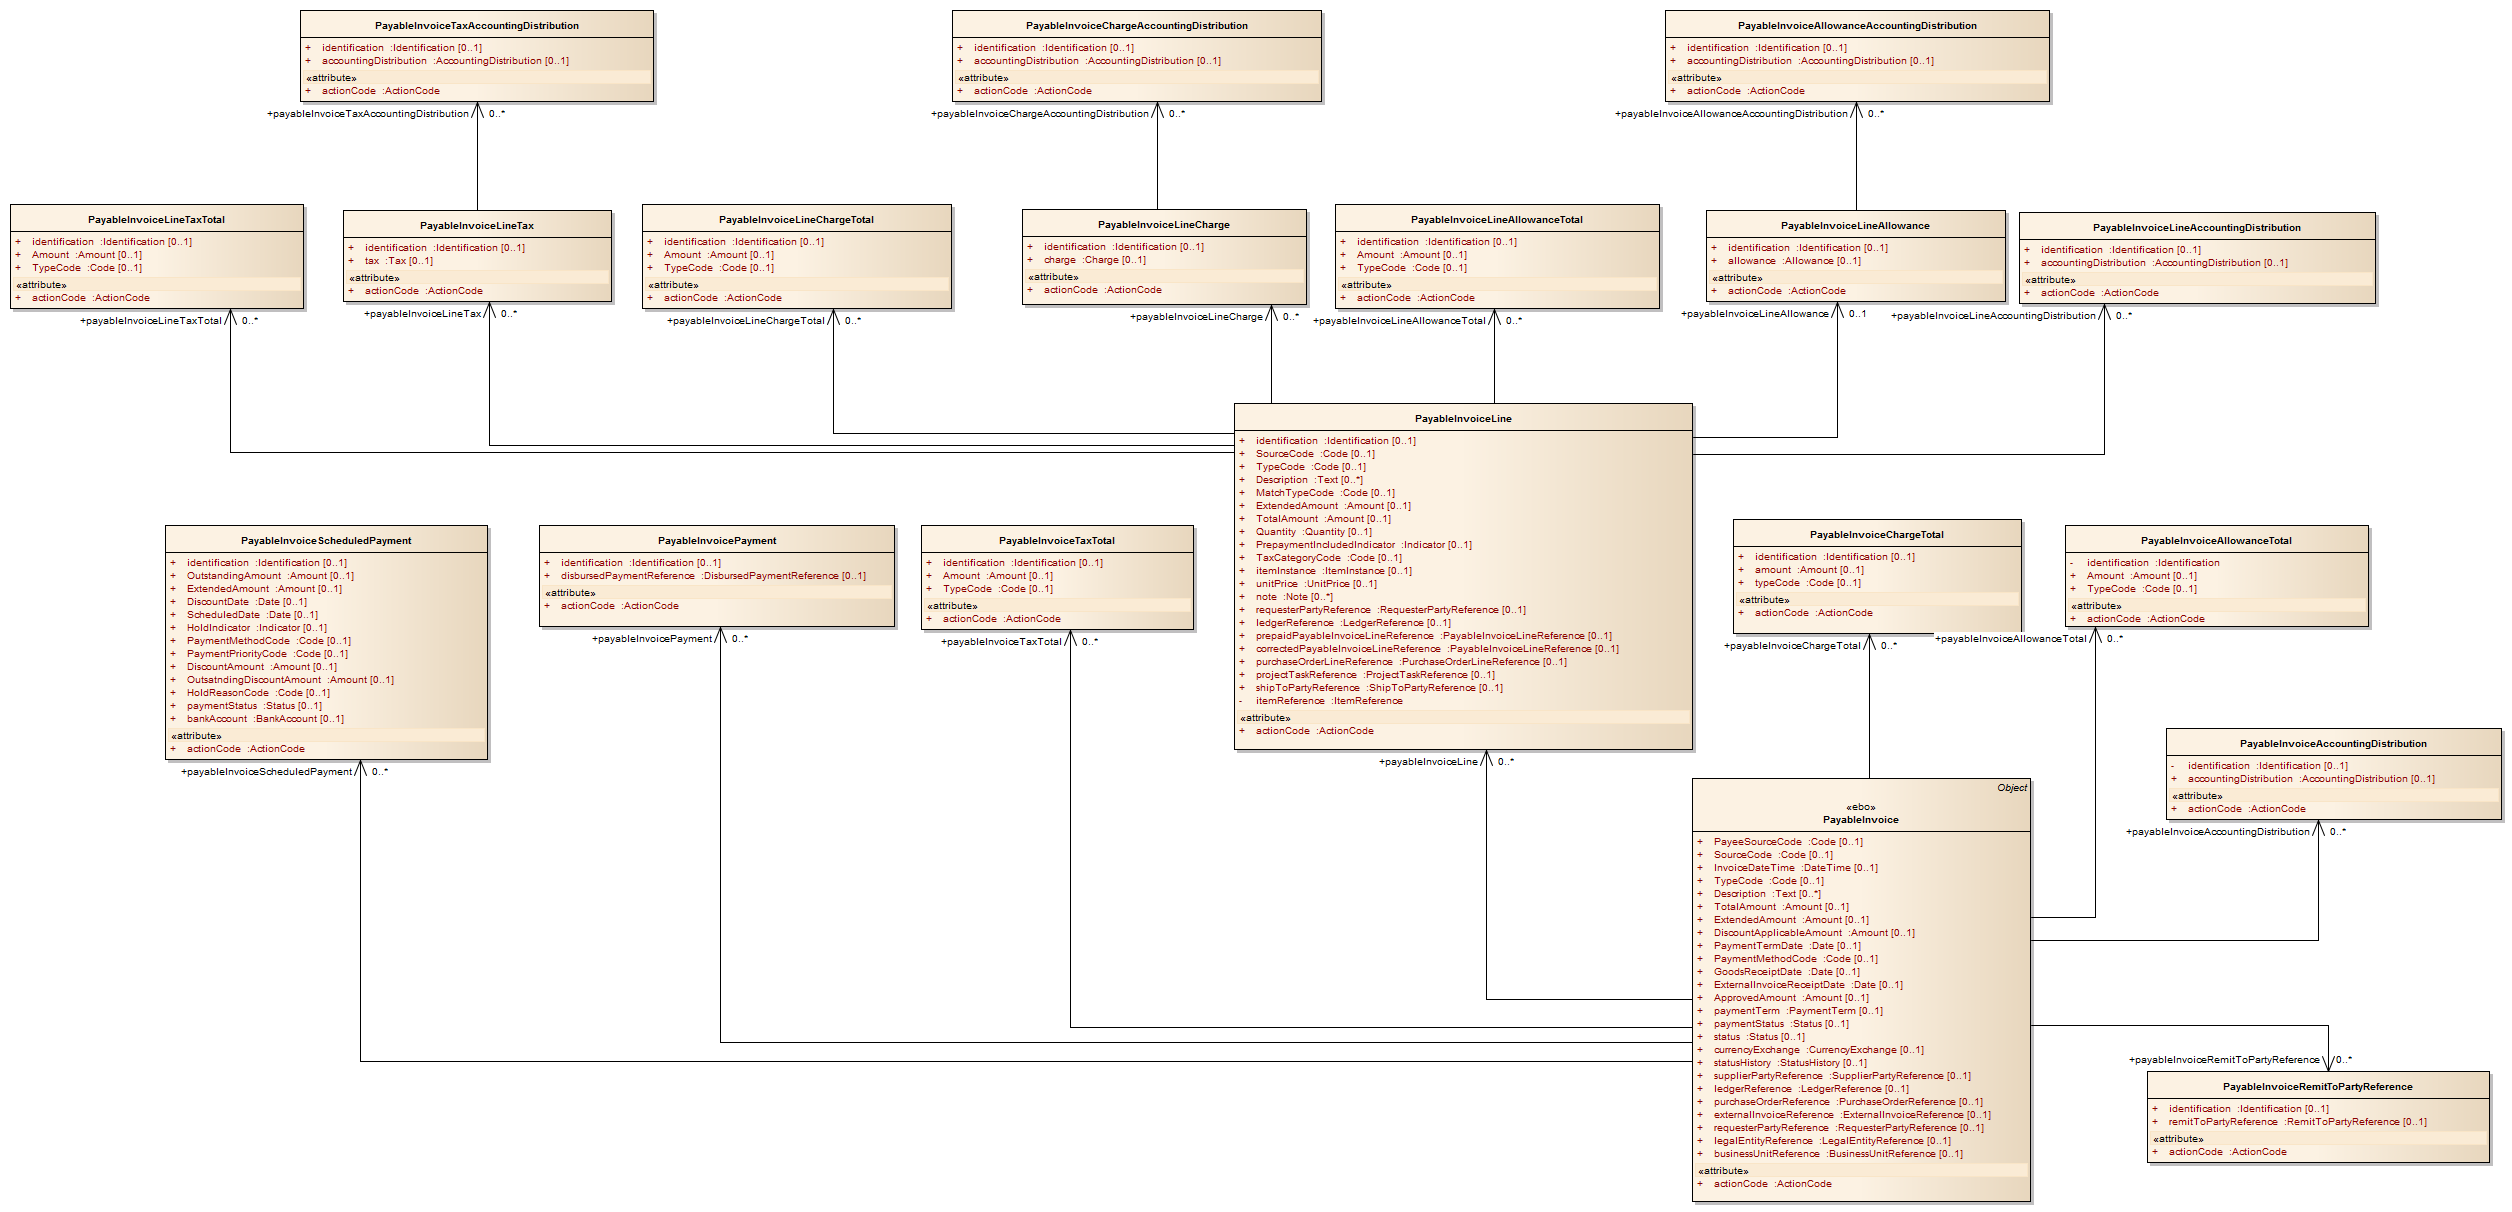 PayableInvoiceTaxAccountingDistribution
+ identification :Identification [0..1]
+ accountingDistribution :AccountingDistribution [0..1]
«attribute»
+ actionCode :ActionCode
+payableInvoiceTaxAccountingDistribution 0..*
PayableInvoiceChargeAccountingDistribution
+ identification :Identification [0..1]
+ accountingDistribution :AccountingDistribution [0..1]
«attribute»
+ actionCode :ActionCode
+payableInvoiceChargeAccountingDistribution 0..*
PayableInvoiceAllowanceAccountingDistribution
+ identification :Identification [0..1]
+ accountingDistribution :AccountingDistribution [0..1]
«attribute»
+ actionCode :ActionCode
+payableInvoiceAllowanceAccountingDistribution 0..*
PayableInvoiceLineTaxTotal
+ identification :Identification [0..1]
+ Amount :Amount [0..1]
+ TypeCode :Code [0..1]
«attribute»
+ actionCode :ActionCode
+payableInvoiceLineTaxTotal 0..*
PayableInvoiceLineTax
+ identification :Identification [0..1]
+ tax :Tax [0..1]
«attribute»
+ actionCode :ActionCode
+payableInvoiceLineTax 0..*
PayableInvoiceLineChargeTotal
+ identification :Identification [0..1]
+ Amount :Amount [0..1]
+ TypeCode :Code [0..1]
«attribute»
+ actionCode :ActionCode
+payableInvoiceLineChargeTotal 0..*
PayableInvoiceLineCharge
+ identification :Identification [0..1]
+ charge :Charge [0..1]
«attribute»
+ actionCode :ActionCode
+payableInvoiceLineCharge 0..*
PayableInvoiceLineAllowanceTotal
+ identification :Identification [0..1]
+ Amount :Amount [0..1]
+ TypeCode :Code [0..1]
«attribute»
+ actionCode :ActionCode
+payableInvoiceLineAllowanceTotal 0..*
PayableInvoiceLineAllowance
+ identification :Identification [0..1]
+ allowance :Allowance [0..1]
«attribute»
+ actionCode :ActionCode
+payableInvoiceLineAllowance 0..1
PayableInvoiceLineAccountingDistribution
+ identification :Identification [0..1]
+ accountingDistribution :AccountingDistribution [0..1]
«attribute»
+ actionCode :ActionCode
+payableInvoiceLineAccountingDistribution 0..*
PayableInvoiceLine
+ identification :Identification [0..1]
+ SourceCode :Code [0..1]
+ TypeCode :Code [0..1]
+ Description :Text [0..*]
+ MatchTypeCode :Code [0..1]
+ ExtendedAmount :Amount [0..1]
+ TotalAmount :Amount [0..1]
+ Quantity :Quantity [0..1]
+ PrepaymentIncludedIndicator :Indicator [0..1]
+ TaxCategoryCode :Code [0..1]
+ itemInstance :ItemInstance [0..1]
+ unitPrice :UnitPrice [0..1]
+ note :Note [0..*]
+ requesterPartyReference :RequesterPartyReference [0..1]
+ ledgerReference :LedgerReference [0..1]
+ prepaidPayableInvoiceLineReference :PayableInvoiceLineReference [0..1]
+ correctedPayableInvoiceLineReference :PayableInvoiceLineReference [0..1]
+ purchaseOrderLineReference :PurchaseOrderLineReference [0..1]
+ projectTaskReference :ProjectTaskReference [0..1]
+ shipToPartyReference :ShipToPartyReference [0..1]
- itemReference :ItemReference
«attribute»
+ actionCode :ActionCode
+payableInvoiceLine 0..*
PayableInvoiceScheduledPayment
+ identification :Identification [0..1]
+ OutstandingAmount :Amount [0..1]
+ ExtendedAmount :Amount [0..1]
+ DiscountDate :Date [0..1]
+ ScheduledDate :Date [0..1]
+ HoldIndicator :Indicator [0..1]
+ PaymentMethodCode :Code [0..1]
+ PaymentPriorityCode :Code [0..1]
+ DiscountAmount :Amount [0..1]
+ OutsatndingDiscountAmount :Amount [0..1]
+ HoldReasonCode :Code [0..1]
+ paymentStatus :Status [0..1]
+ bankAccount :BankAccount [0..1]
«attribute»
+ actionCode :ActionCode
+payableInvoiceScheduledPayment 0..*
PayableInvoicePayment
+ identification :Identification [0..1]
+ disbursedPaymentReference :DisbursedPaymentReference [0..1]
«attribute»
+ actionCode :ActionCode
+payableInvoicePayment 0..*
PayableInvoiceTaxTotal
+ identification :Identification [0..1]
+ Amount :Amount [0..1]
+ TypeCode :Code [0..1]
«attribute»
+ actionCode :ActionCode
+payableInvoiceTaxTotal 0..*
PayableInvoiceChargeTotal
+ identification :Identification [0..1]
+ amount :Amount [0..1]
+ typeCode :Code [0..1]
«attribute»
+ actionCode :ActionCode
+payableInvoiceChargeTotal 0..*
PayableInvoiceAllowanceTotal
- identification :Identification
+ Amount :Amount [0..1]
+ TypeCode :Code [0..1]
«attribute»
+ actionCode :ActionCode
+payableInvoiceAllowanceTotal 0..*
PayableInvoiceAccountingDistribution
- identification :Identification [0..1]
+ accountingDistribution :AccountingDistribution [0..1]
«attribute»
+ actionCode :ActionCode
+payableInvoiceAccountingDistribution 0..*
Object
«ebo»
PayableInvoice
+ PayeeSourceCode :Code [0..1]
+ SourceCode :Code [0..1]
+ InvoiceDateTime :DateTime [0..1]
+ TypeCode :Code [0..1]
+ Description :Text [0..*]
+ TotalAmount :Amount [0..1]
+ ExtendedAmount :Amount [0..1]
+ DiscountApplicableAmount :Amount [0..1]
+ PaymentTermDate :Date [0..1]
+ PaymentMethodCode :Code [0..1]
+ GoodsReceiptDate :Date [0..1]
+ ExternalInvoiceReceiptDate :Date [0..1]
+ ApprovedAmount :Amount [0..1]
+ paymentTerm :PaymentTerm [0..1]
+ paymentStatus :Status [0..1]
+ status :Status [0..1]
+ currencyExchange :CurrencyExchange [0..1]
+ statusHistory :StatusHistory [0..1]
+ supplierPartyReference :SupplierPartyReference [0..1]
+ ledgerReference :LedgerReference [0..1]
+ purchaseOrderReference :PurchaseOrderReference [0..1]
+ externalInvoiceReference :ExternalInvoiceReference [0..1]
+ requesterPartyReference :RequesterPartyReference [0..1]
+ legalEntityReference :LegalEntityReference [0..1]
+ businessUnitReference :BusinessUnitReference [0..1]
«attribute»
+ actionCode :ActionCode
+payableInvoiceRemitToPartyReference 0..*
PayableInvoiceRemitToPartyReference
+ identification :Identification [0..1]
+ remitToPartyReference :RemitToPartyReference [0..1]
«attribute»
+ actionCode :ActionCode